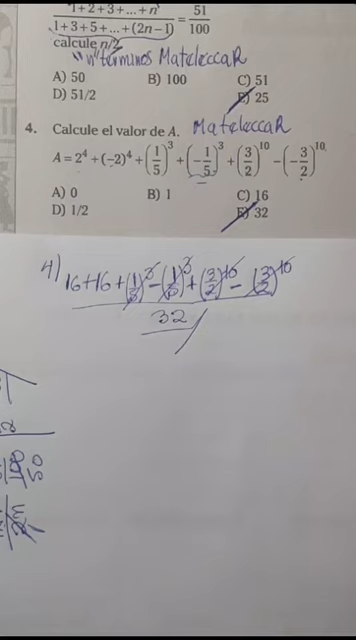 1+2+3+...+n / 1+3+5+...+(2n−1) = 51/100
calcule n/2
"n" términos MateleccaR
A) 50 B) 100 C) 51
D) 51/2 E) 25
4. Calcule el valor de A. MateleccaR
A = 2⁴ + (−2)⁴ + (1/5)³ + (−1/5)³ + (3/2)¹⁰ − (−3/2)¹⁰.
A) 0 B) 1 C) 16
D) 1/2 E) 32
4) 16+16+(1/5)³−(1/5)³+(3/2)¹⁰−(3/2)¹⁰
32
50